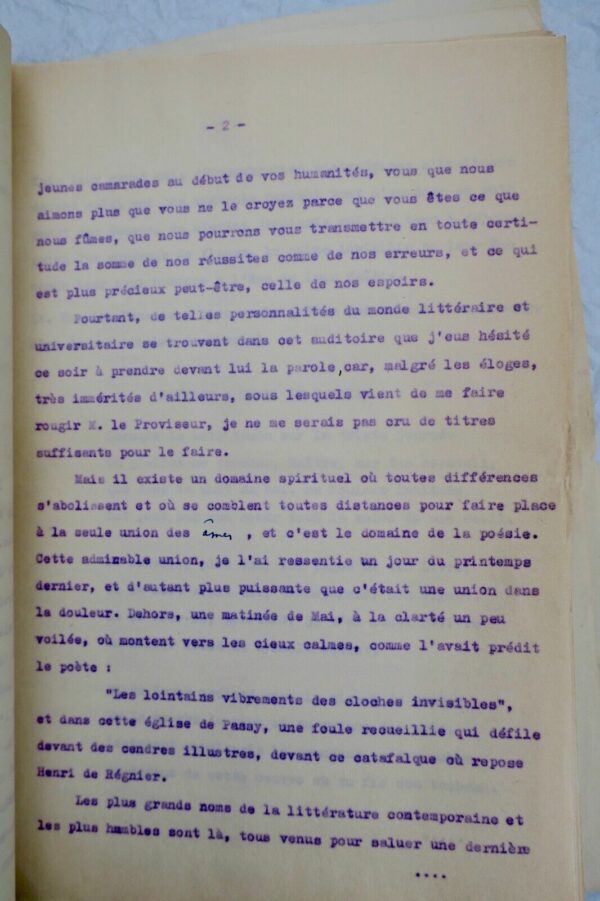 - 2 -
jeunes camarades au début de vos humanités, vous que nous
aimons plus que vous ne le croyez parce que vous êtes ce que
nous fûmes, que nous pourrons vous transmettre en toute certi-
tude la somme de nos réussites comme de nos erreurs, et ce qui
est plus précieux peut-être, celle de nos espoirs.
Pourtant, de telles personnalités du monde littéraire et
universitaire se trouvent dans cet auditoire que j'eus hésité
ce soir à prendre devant lui la parole,car, malgré les éloges,
très immérités d'ailleurs, sous lesquels vient de me faire
rougir M. le Proviseur, je ne me serais pas cru de titres
suffisants pour le faire.
Mais il existe un domaine spirituel où toutes différences
s'abolissent et où se comblent toutes distances pour faire place
à la seule union des âmes , et c'est le domaine de la poésie.
Cette admirable union, je l'ai ressentie un jour du printemps
dernier, et d'autant plus puissante que c'était une union dans
la douleur. Dehors, une matinée de Mai, à la clarté un peu
voilée, où montent vers les cieux calmes, comme l'avait prédit
le poète :
"Les lointains vibrements des cloches invisibles",
et dans cette église de Passy, une foule recueillie qui défile
devant des cendres illustres, devant ce catafalque où repose
Henri de Régnier.
Les plus grands noms de la littérature contemporaine et
les plus humbles sont là, tous venus pour saluer une dernière
....